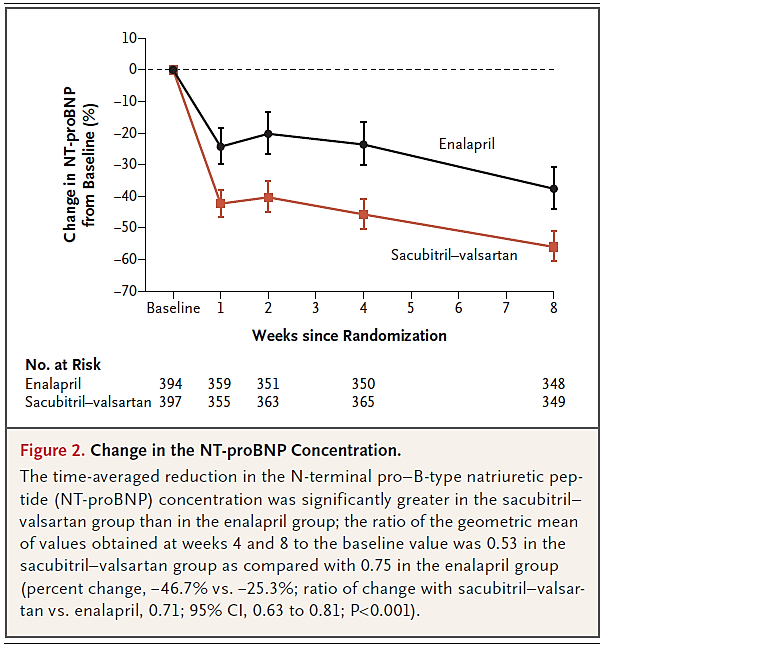 10
0
–10
–20
–30
–40
–50
–60
–70
Change in NT-proBNP
from Baseline (%)
Enalapril
Sacubitril–valsartan
Baseline 1 2 3 4 5 6 7 8
Weeks since Randomization
No. at Risk
Enalapril 394 359 351 350 348
Sacubitril–valsartan 397 355 363 365 349
Figure 2. Change in the NT-proBNP Concentration.
The time-averaged reduction in the N-terminal pro–B-type natriuretic pep-
tide (NT-proBNP) concentration was significantly greater in the sacubitril–
valsartan group than in the enalapril group; the ratio of the geometric mean
of values obtained at weeks 4 and 8 to the baseline value was 0.53 in the
sacubitril–valsartan group as compared with 0.75 in the enalapril group
(percent change, –46.7% vs. –25.3%; ratio of change with sacubitril–valsar-
tan vs. enalapril, 0.71; 95% CI, 0.63 to 0.81; P<0.001).